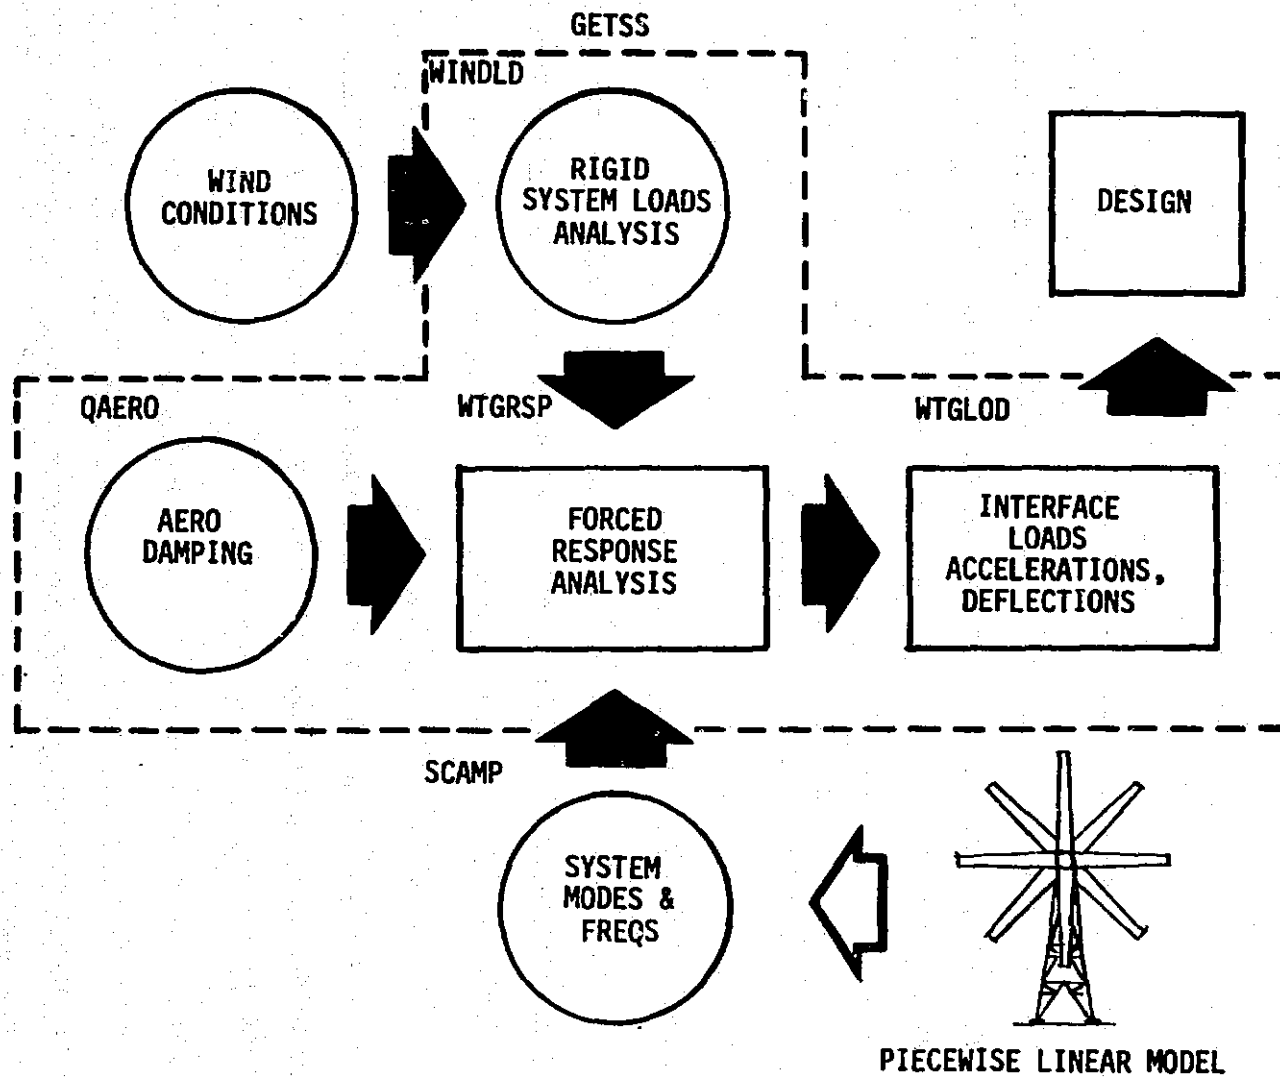 GETSS
WINDLD
WIND
CONDITIONS
RIGID
SYSTEM LOADS
ANALYSIS
DESIGN
QAERO
WTGRSP
WTGLOD
AERO
DAMPING
FORCED
RESPONSE
ANALYSIS
INTERFACE
LOADS
ACCELERATIONS,
DEFLECTIONS
SCAMP
SYSTEM
MODES &
FREQS
PIECEWISE LINEAR MODEL